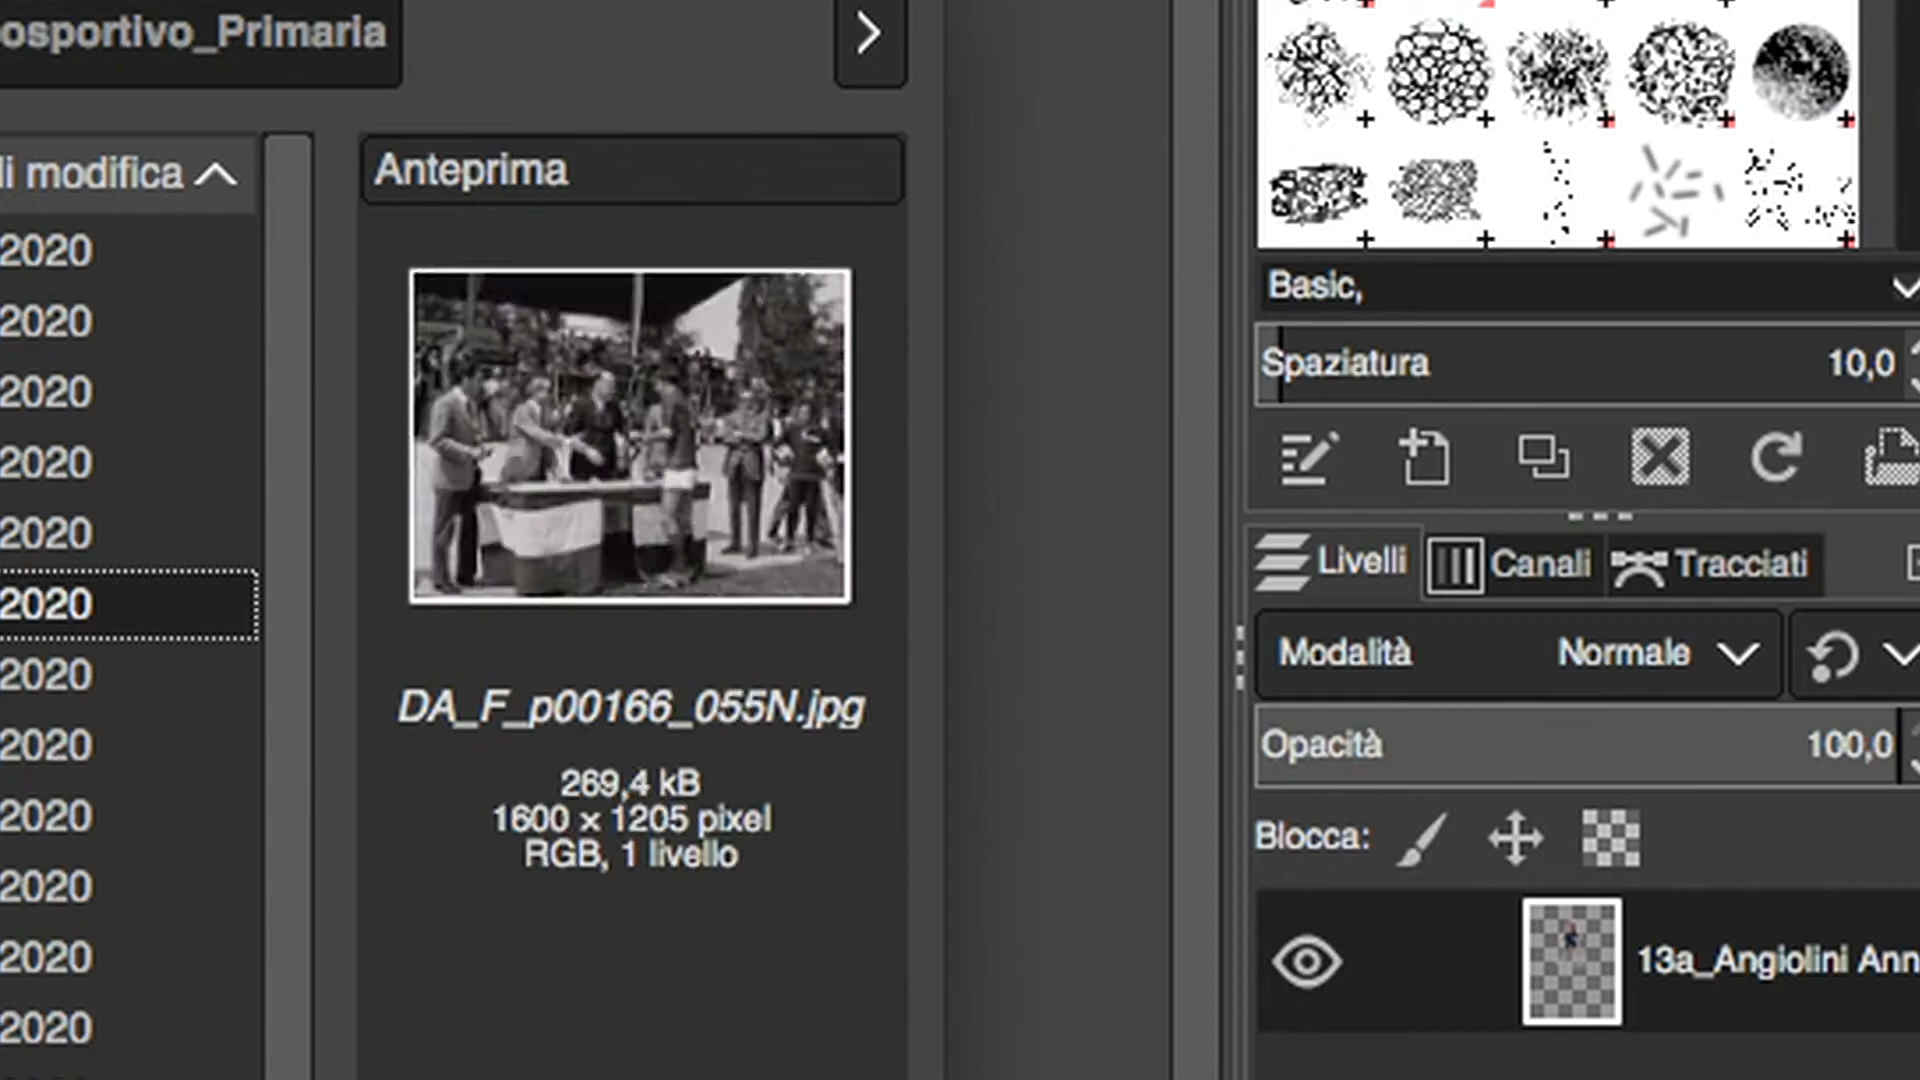 osportivo_Primaria
di modifica
Anteprima
2020
2020
2020
2020
2020
2020
2020
2020
2020
2020
2020
2020
DA_F_p00166_055N.jpg
269,4 kB
1600 × 1205 pixel
RGB, 1 livello
Basic,
Spaziatura 10,0
Livelli Canali Tracciati
Modalità Normale
Opacità 100,0
Blocca:
13a_Angiolini Ann